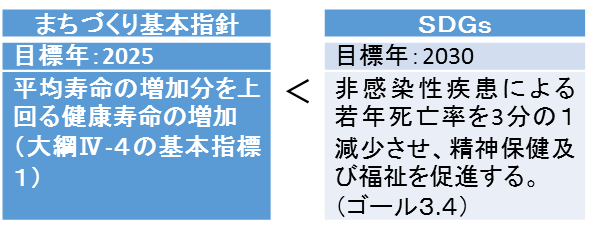 まちづくり基本指針
目標年：2025
平均寿命の増加分を上
回る健康寿命の増加
（大綱Ⅳ-4の基本指標
１）
＜
ＳＤＧｓ
目標年：2030
非感染性疾患による
若年死亡率を3分の１
減少させ、精神保健及
び福祉を促進する。
（ゴール３.４）